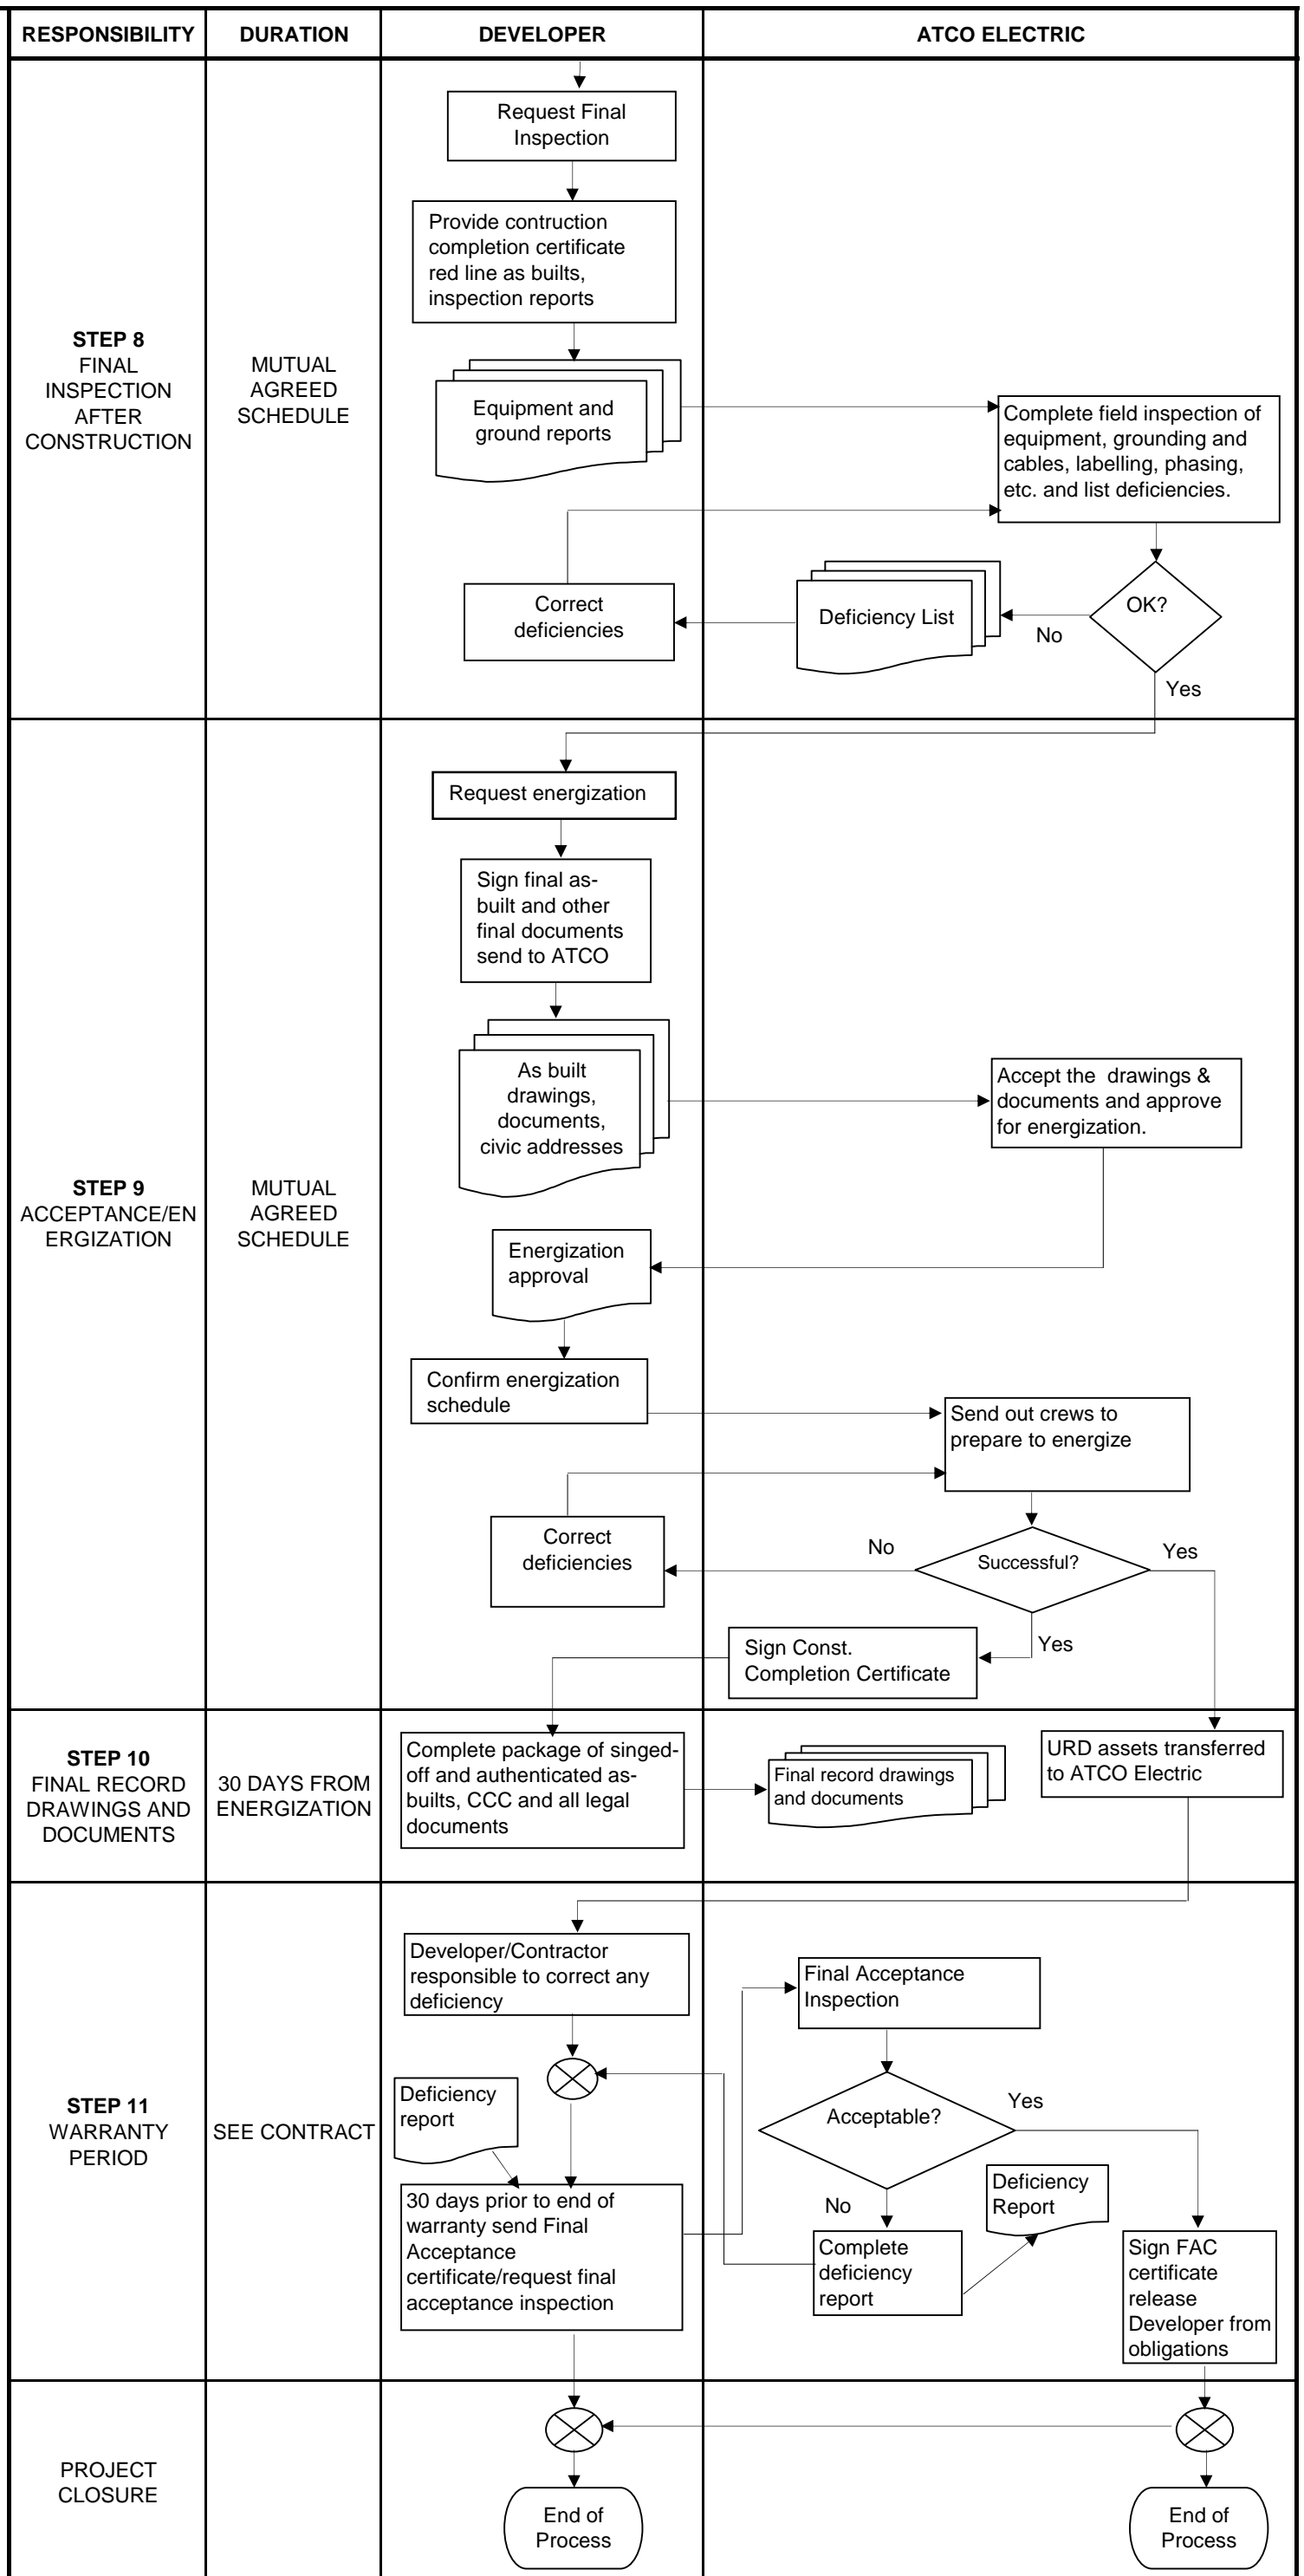 RESPONSIBILITY
DURATION
DEVELOPER
ATCO ELECTRIC
STEP 8
FINAL
INSPECTION
AFTER
CONSTRUCTION
MUTUAL
AGREED
SCHEDULE
Request Final
Inspection
Provide contruction
completion certificate
red line as builts,
inspection reports
Equipment and
ground reports
Complete field inspection of
equipment, grounding and
cables, labelling, phasing,
etc. and list deficiencies.
OK?
No
Yes
Deficiency List
Correct
deficiencies
STEP 9
ACCEPTANCE/EN
ERGIZATION
MUTUAL
AGREED
SCHEDULE
Request energization
Sign final as-
built and other
final documents
send to ATCO
As built
drawings,
documents,
civic addresses
Accept the drawings &
documents and approve
for energization.
Energization
approval
Confirm energization
schedule
Send out crews to
prepare to energize
Correct
deficiencies
No
Successful?
Yes
Yes
Sign Const.
Completion Certificate
STEP 10
FINAL RECORD
DRAWINGS AND
DOCUMENTS
30 DAYS FROM
ENERGIZATION
Complete package of singed-
off and authenticated as-
builts, CCC and all legal
documents
Final record drawings
and documents
URD assets transferred
to ATCO Electric
STEP 11
WARRANTY
PERIOD
SEE CONTRACT
Developer/Contractor
responsible to correct any
deficiency
Deficiency
report
30 days prior to end of
warranty send Final
Acceptance
certificate/request final
acceptance inspection
Final Acceptance
Inspection
Acceptable?
Yes
No
Complete
deficiency
report
Deficiency
Report
Sign FAC
certificate
release
Developer from
obligations
PROJECT
CLOSURE
End of
Process
End of
Process